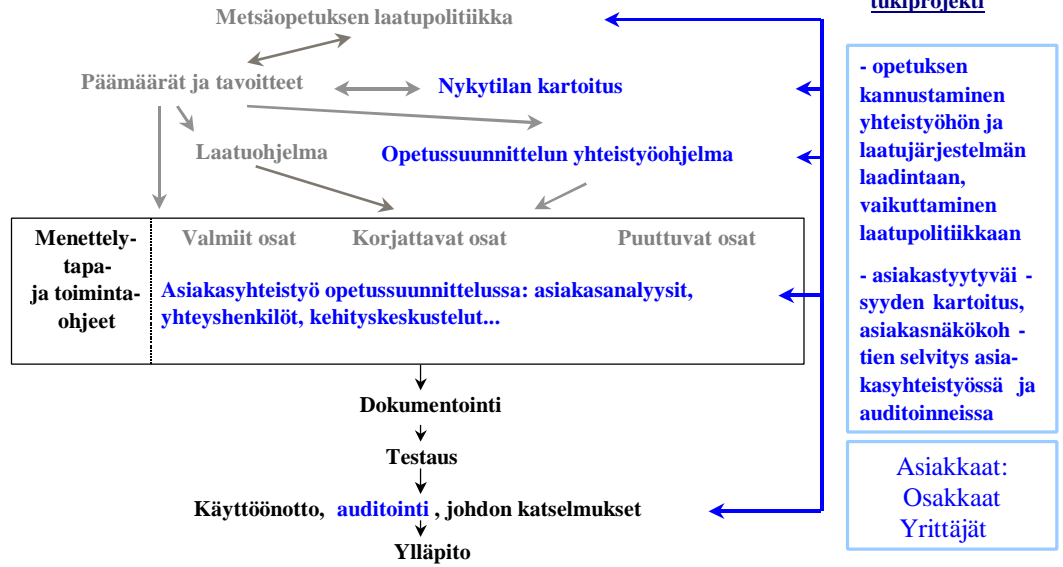 tukiprojekti
Metsäopetuksen laatupolitiikka
Päämäärät ja tavoitteet
Nykytilan kartoitus
Laatuohjelma
Opetussuunnittelun yhteistyöohjelma
Menettely-
tapa-
ja toiminta-
ohjeet
Valmiit osat
Korjattavat osat
Puuttuvat osat
Asiakasyhteistyö opetussuunnittelussa: asiakasanalyysit,
yhteyshenkilöt, kehityskeskustelut...
Dokumentointi
Testaus
Käyttöönotto, auditointi , johdon katselmukset
Ylläpito
- opetuksen
kannustaminen
yhteistyöhön ja
laatujärjestelmän
laadintaan,
vaikuttaminen
laatupolitiikkaan
- asiakastyytyväi -
syyden kartoitus,
asiakasnäkökoh -
tien selvitys asia-
kasyhteistyössä ja
auditoinneissa
Asiakkaat:
Osakkaat
Yrittäjät